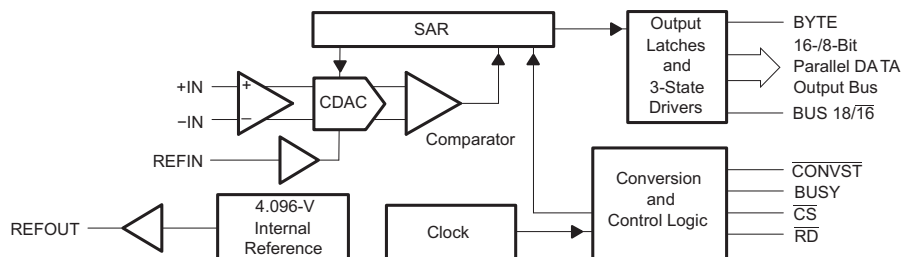 SAR
Output
Latches
and
3-State
Drivers
BYTE
16-/8-Bit
Parallel DATA
Output Bus
BUS 18/16
+IN
−IN
+
−
CDAC
Comparator
REFIN
CONVST
BUSY
CS
RD
Conversion
and
Control Logic
REFOUT
4.096-V
Internal
Reference
Clock